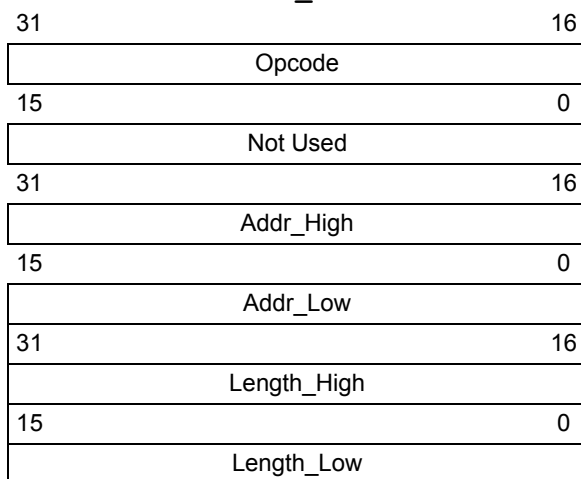 31 16
Opcode
15 0
Not Used
31 16
Addr_High
15 0
Addr_Low
31 16
Length_High
15 0
Length_Low